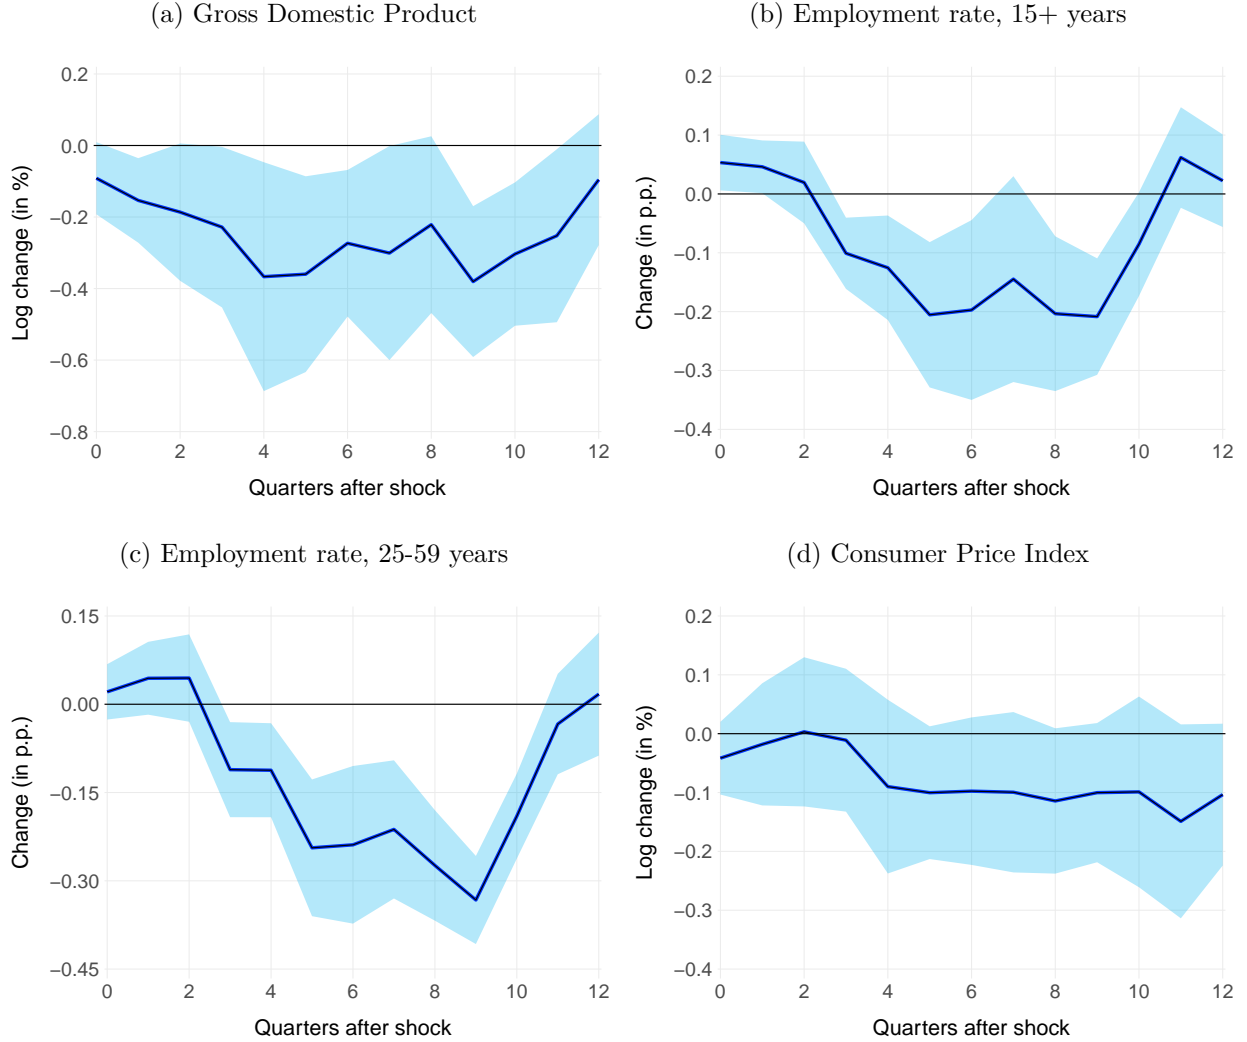 (a) Gross Domestic Product
0.2
0.0
−0.2
−0.4
−0.6
−0.8
Log change (in %)
0 2 4 6 8 10 12
Quarters after shock
(b) Employment rate, 15+ years
0.2
0.1
0.0
−0.1
−0.2
−0.3
−0.4
Change (in p.p.)
0 2 4 6 8 10 12
Quarters after shock
(c) Employment rate, 25-59 years
0.15
0.00
−0.15
−0.30
−0.45
Change (in p.p.)
0 2 4 6 8 10 12
Quarters after shock
(d) Consumer Price Index
0.2
0.1
0.0
−0.1
−0.2
−0.3
−0.4
Log change (in %)
0 2 4 6 8 10 12
Quarters after shock